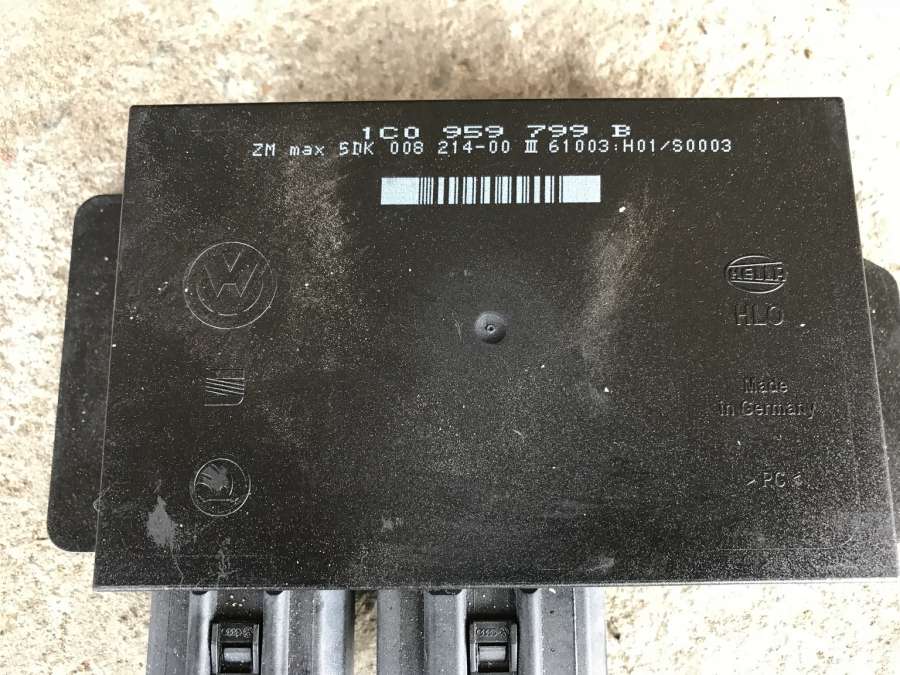 1C0 959 799 B
ZM max 5DK 008 214-00 III 61003:H01/S0003
HELLA
HLO
Made
in Germany
>PC<